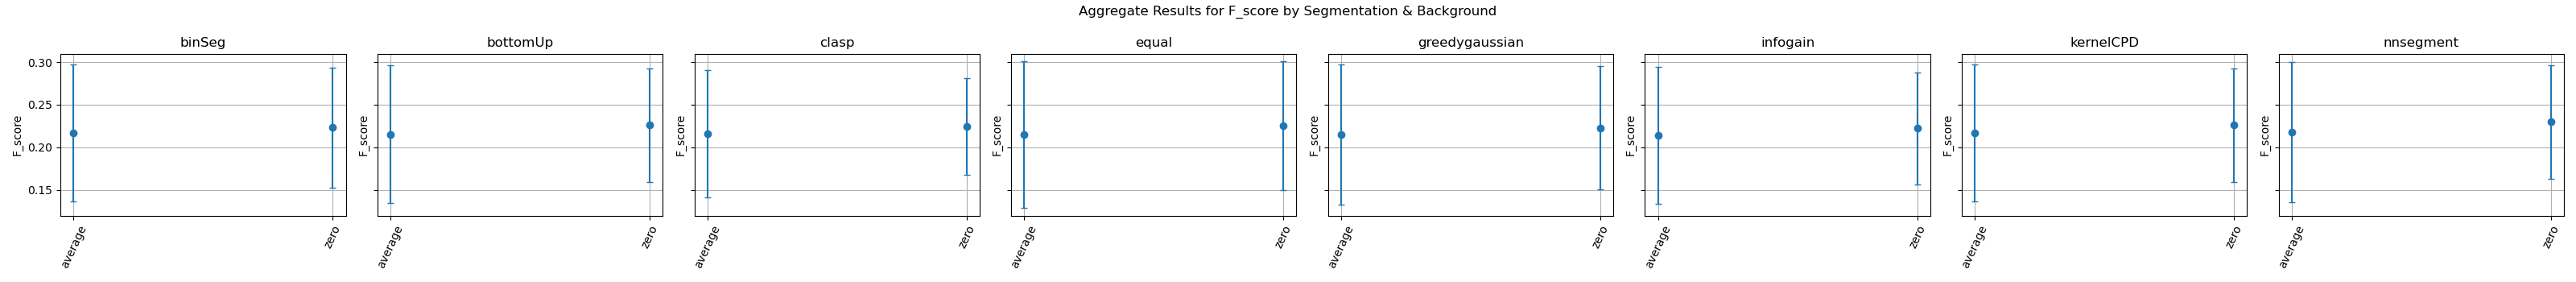 Aggregate Results for F_score by Segmentation & Background
binSeg
bottomUp
clasp
equal
greedygaussian
infogain
kernelCPD
nnsegment
0.30
0.25
0.20
0.15
F_score
F_score
F_score
F_score
F_score
F_score
F_score
F_score
average
zero
average
zero
average
zero
average
zero
average
zero
average
zero
average
zero
average
zero